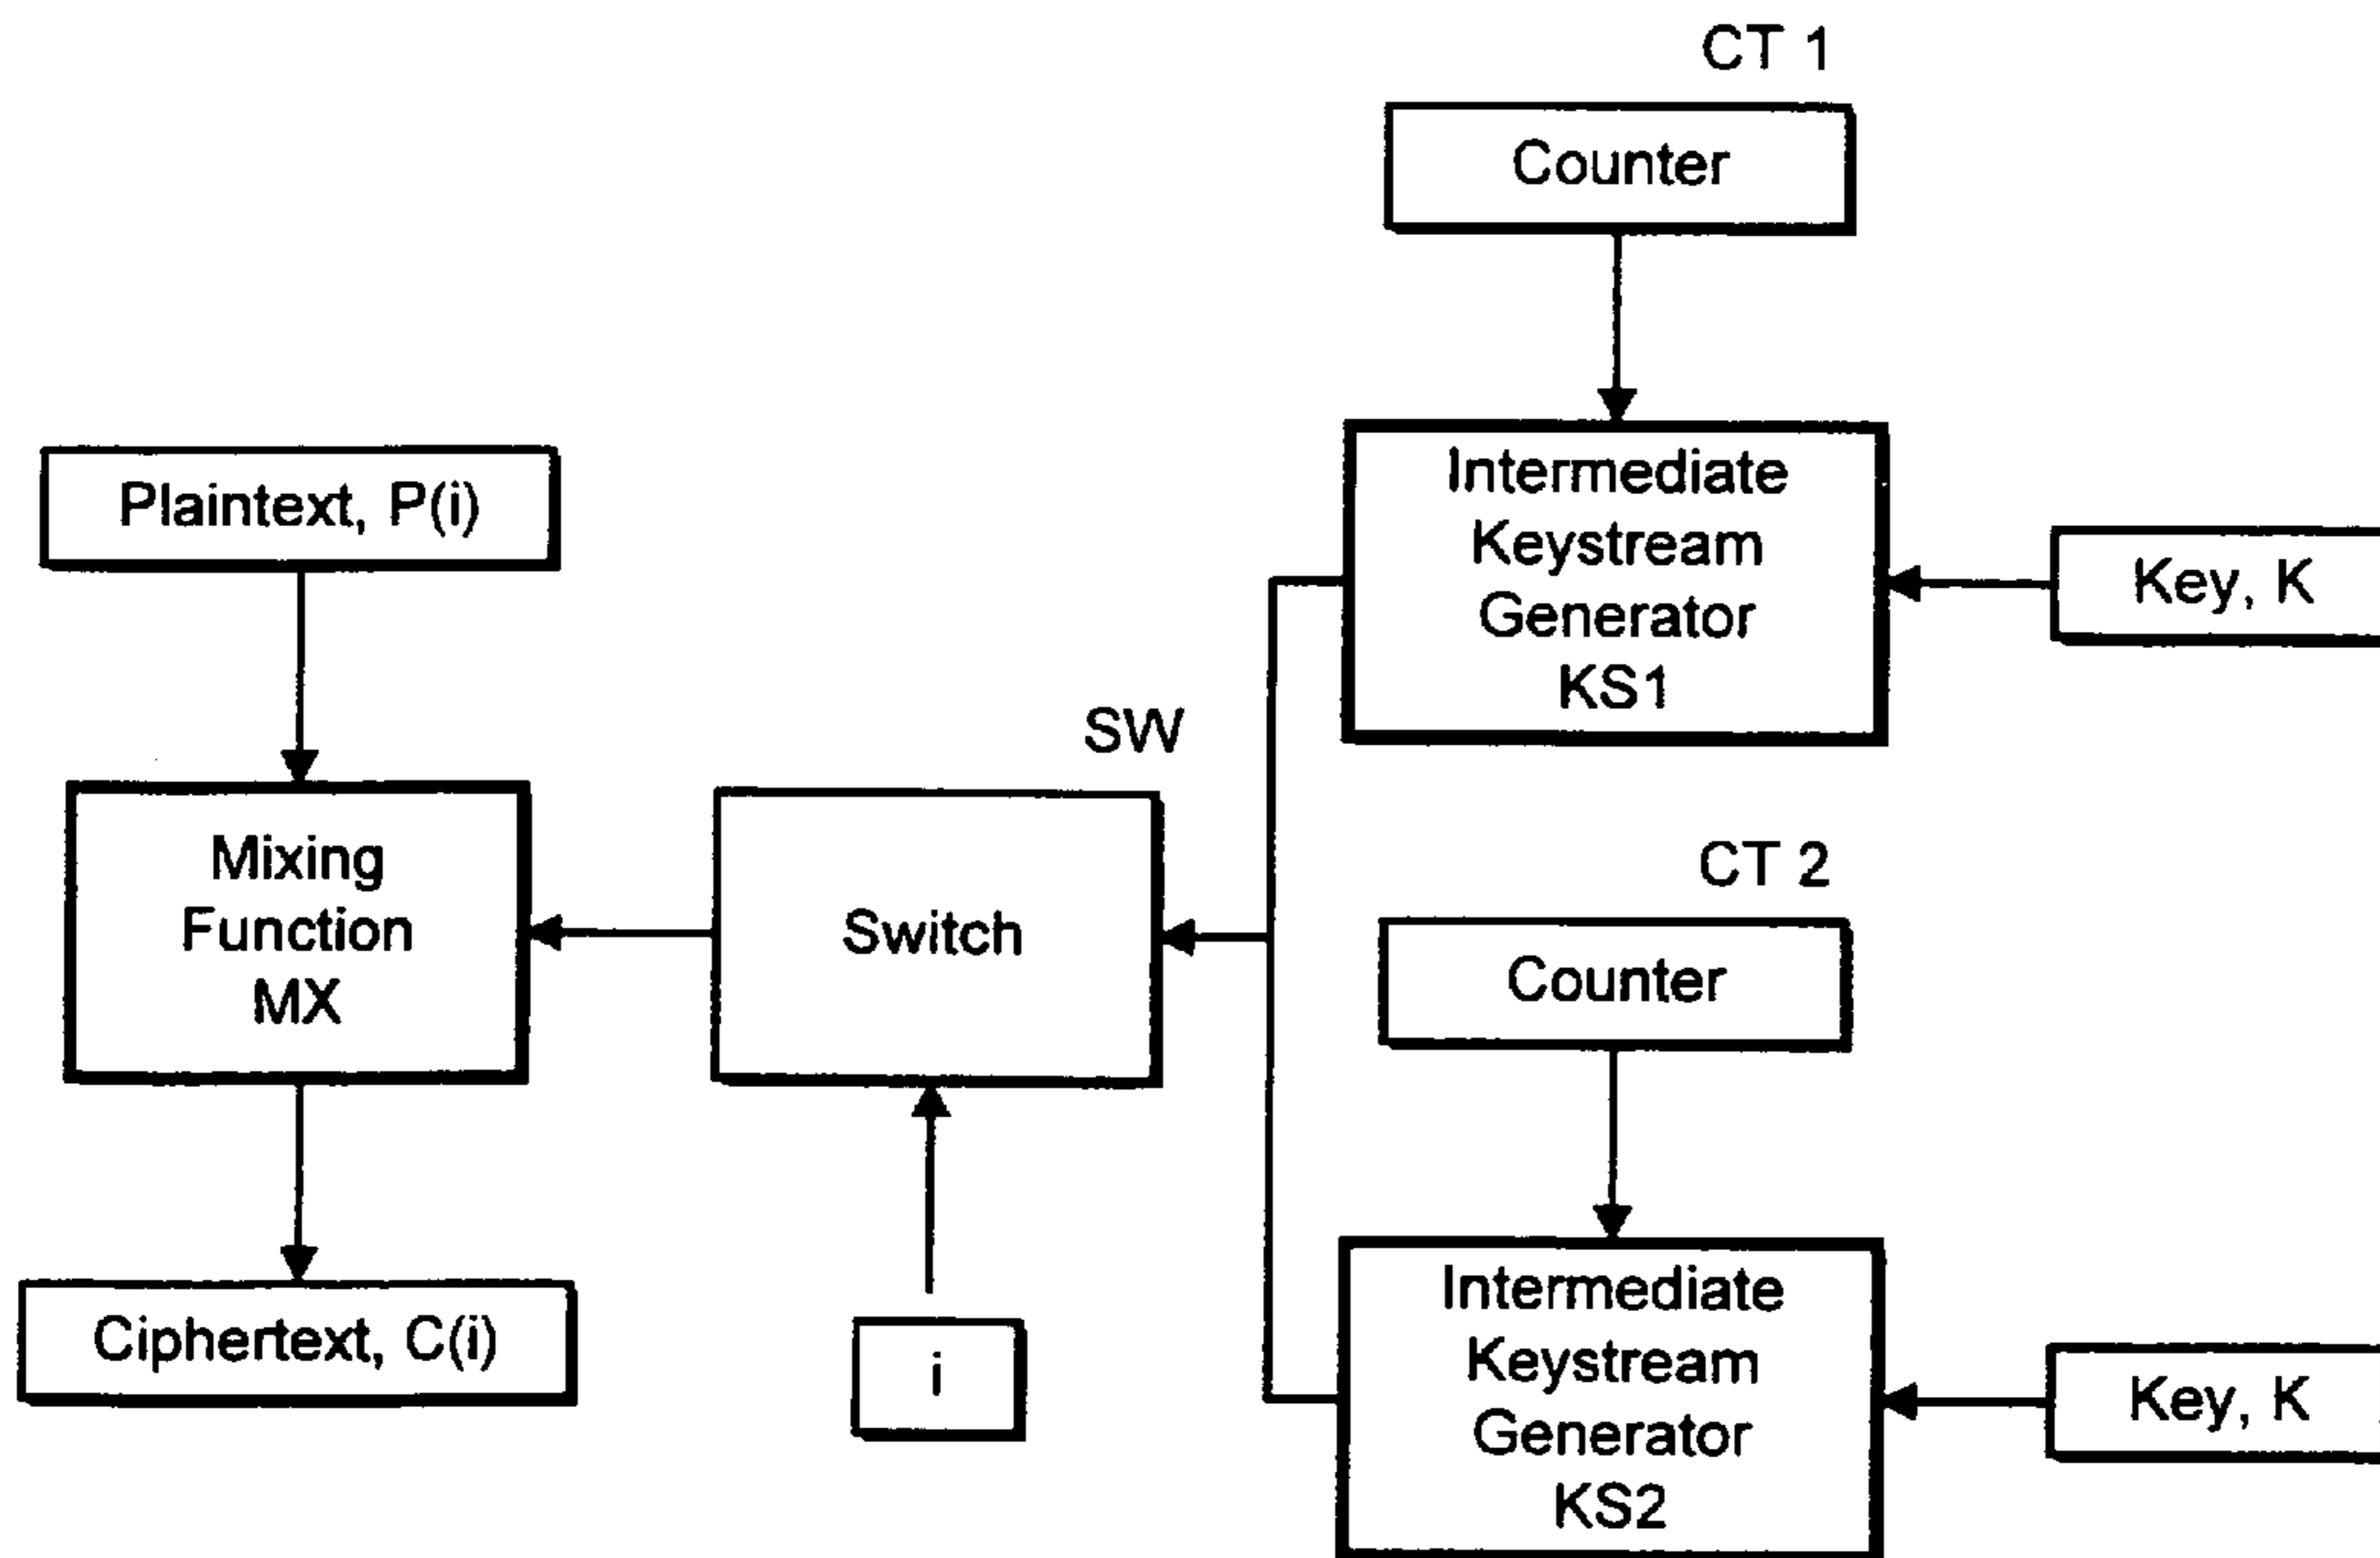 CT 1
Counter
Intermediate
Keystream
Generator
KS1
Key, K
Plaintext, P(i)
SW
Mixing
Function
MX
Switch
CT 2
Counter
Intermediate
Keystream
Generator
KS2
Key, K
Ciphertext, C(i)
i